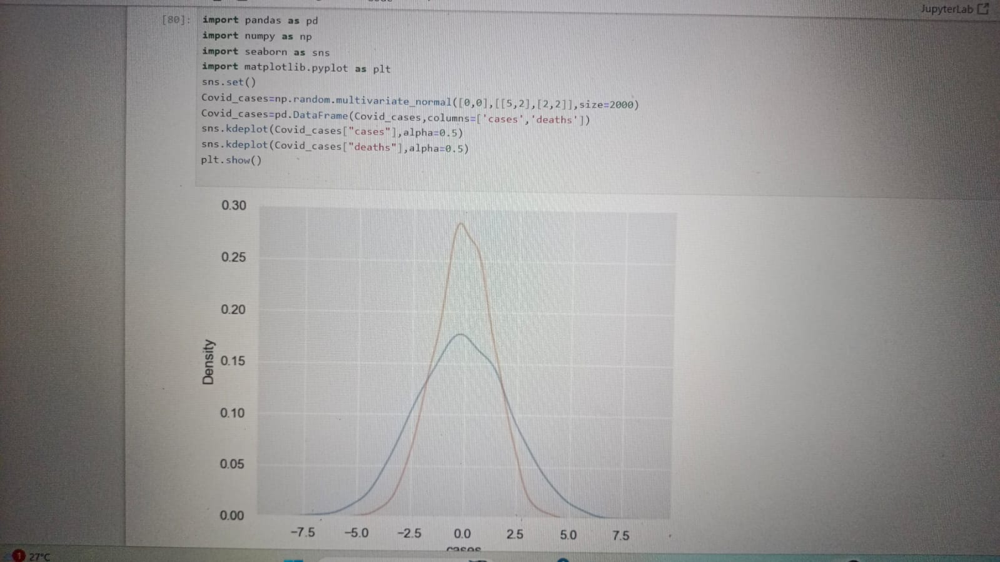 JupyterLab
[80]: import pandas as pd
import numpy as np
import seaborn as sns
import matplotlib.pyplot as plt
sns.set()
Covid_cases=np.random.multivariate_normal([0,0],[[5,2],[2,2]],size=2000)
Covid_cases=pd.DataFrame(Covid_cases,columns=['cases','deaths'])
sns.kdeplot(Covid_cases["cases"],alpha=0.5)
sns.kdeplot(Covid_cases["deaths"],alpha=0.5)
plt.show()
0.30
0.25
0.20
0.15
0.10
0.05
0.00
Density
−7.5 −5.0 −2.5 0.0 2.5 5.0 7.5
cases
1 27°C